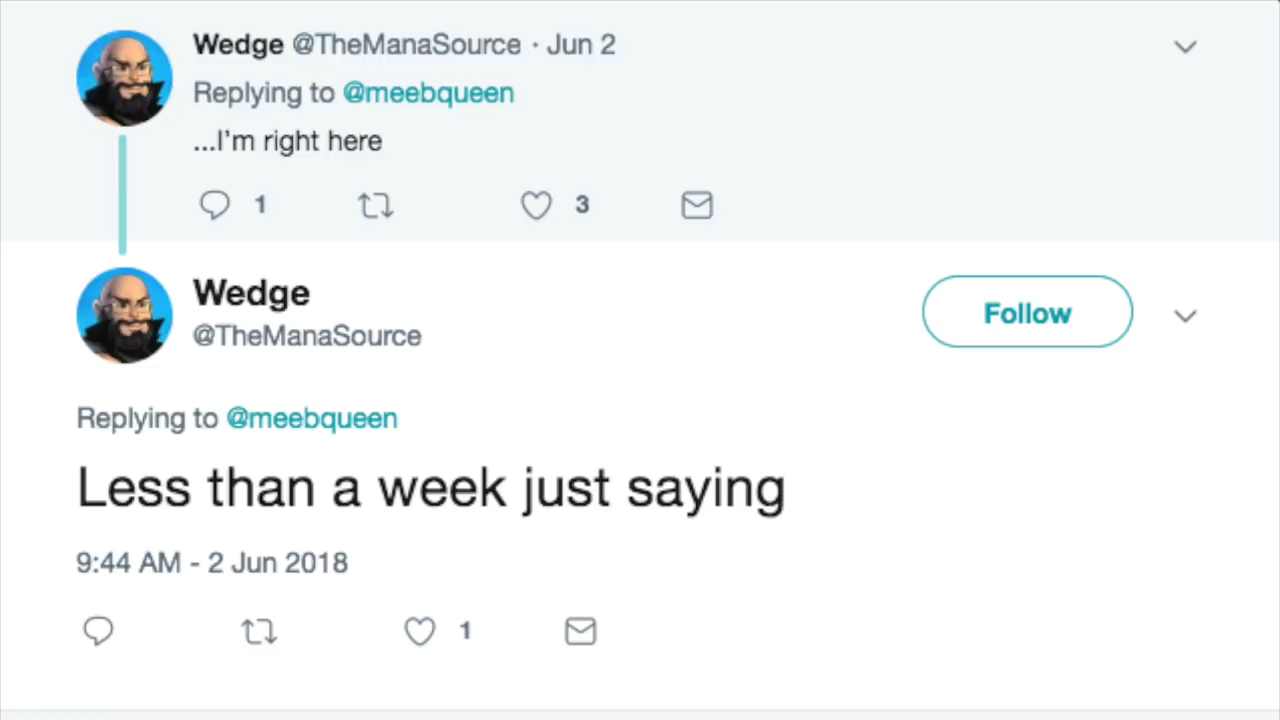 Wedge @TheManaSource · Jun 2
Replying to @meebqueen
...I'm right here
1 3
Wedge
@TheManaSource
Follow
Replying to @meebqueen
Less than a week just saying
9:44 AM - 2 Jun 2018
1